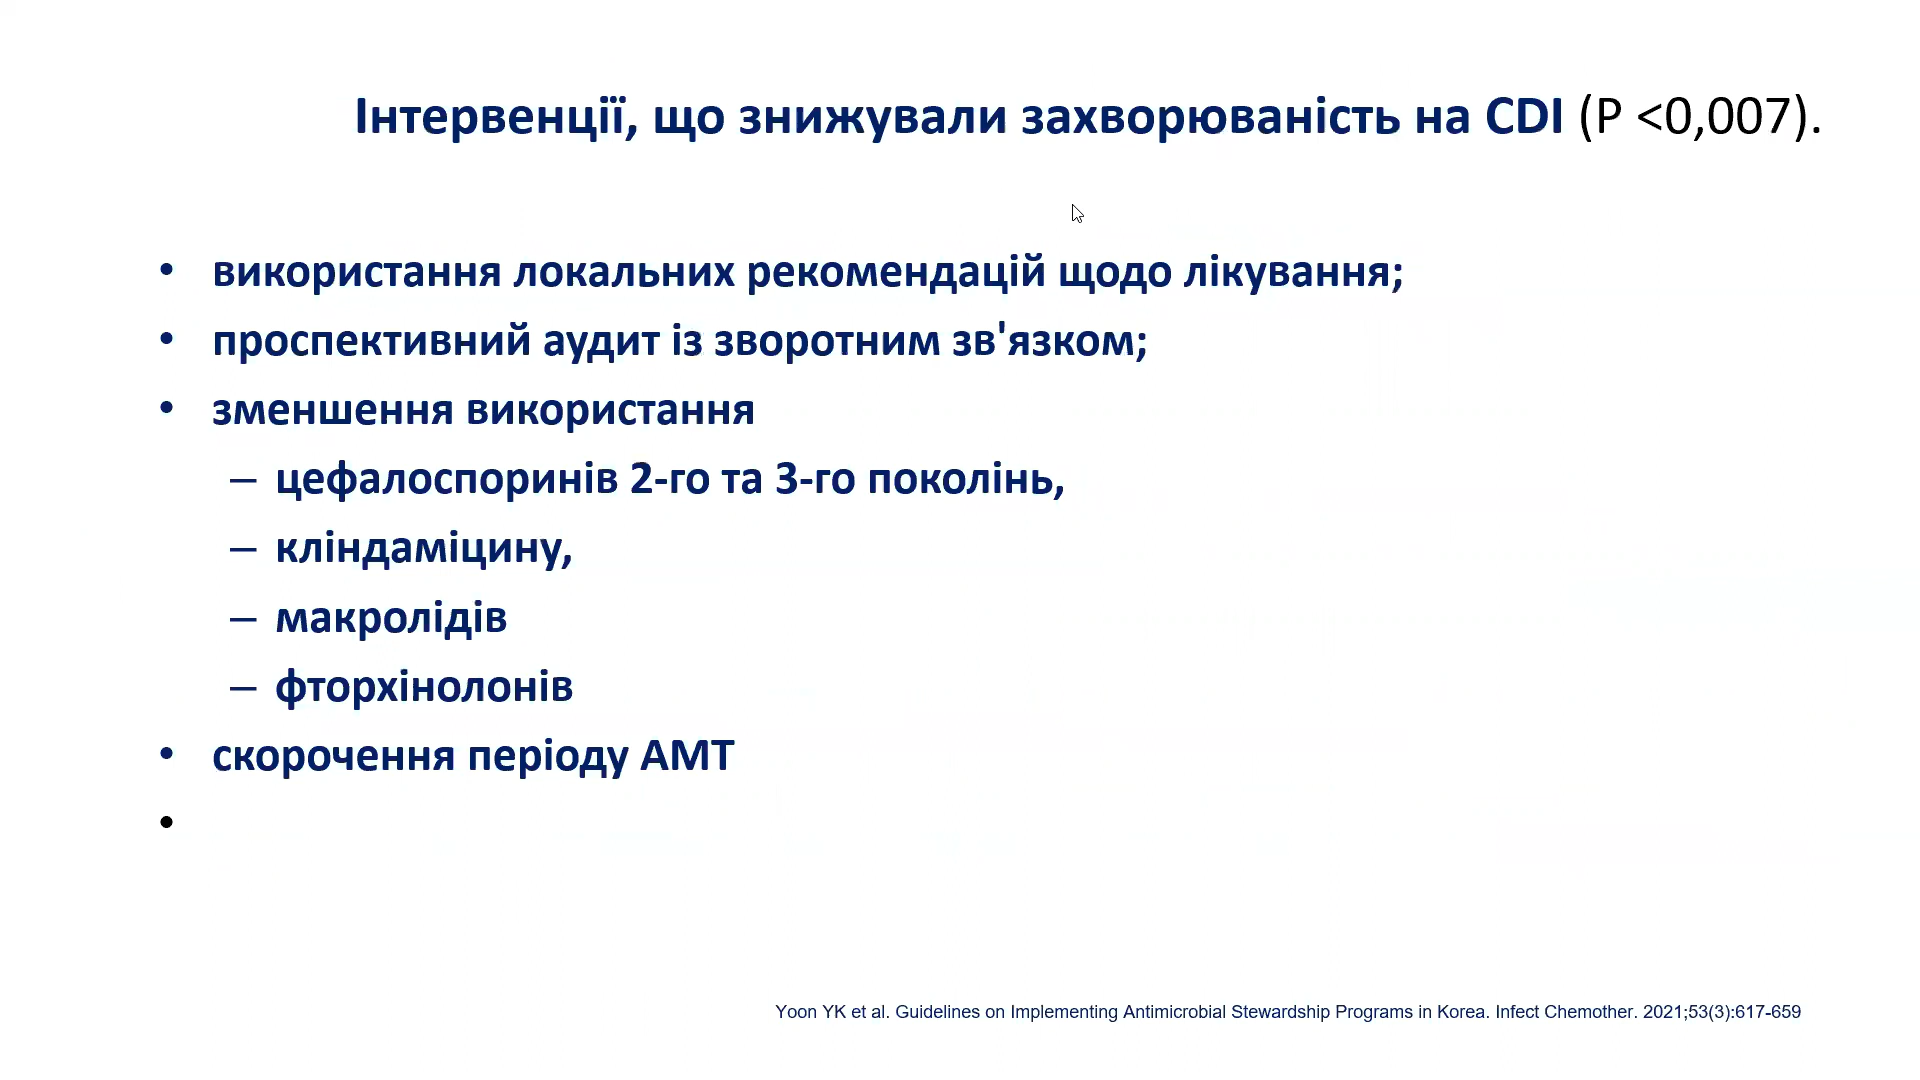 Інтервенції, що знижували захворюваність на CDI (P <0,007).
• використання локальних рекомендацій щодо лікування;
• проспективний аудит із зворотним зв'язком;
• зменшення використання
– цефалоспоринів 2-го та 3-го поколінь,
– кліндаміцину,
– макролідів
– фторхінолонів
• скорочення періоду АМТ
•
Yoon YK et al. Guidelines on Implementing Antimicrobial Stewardship Programs in Korea. Infect Chemother. 2021;53(3):617-659